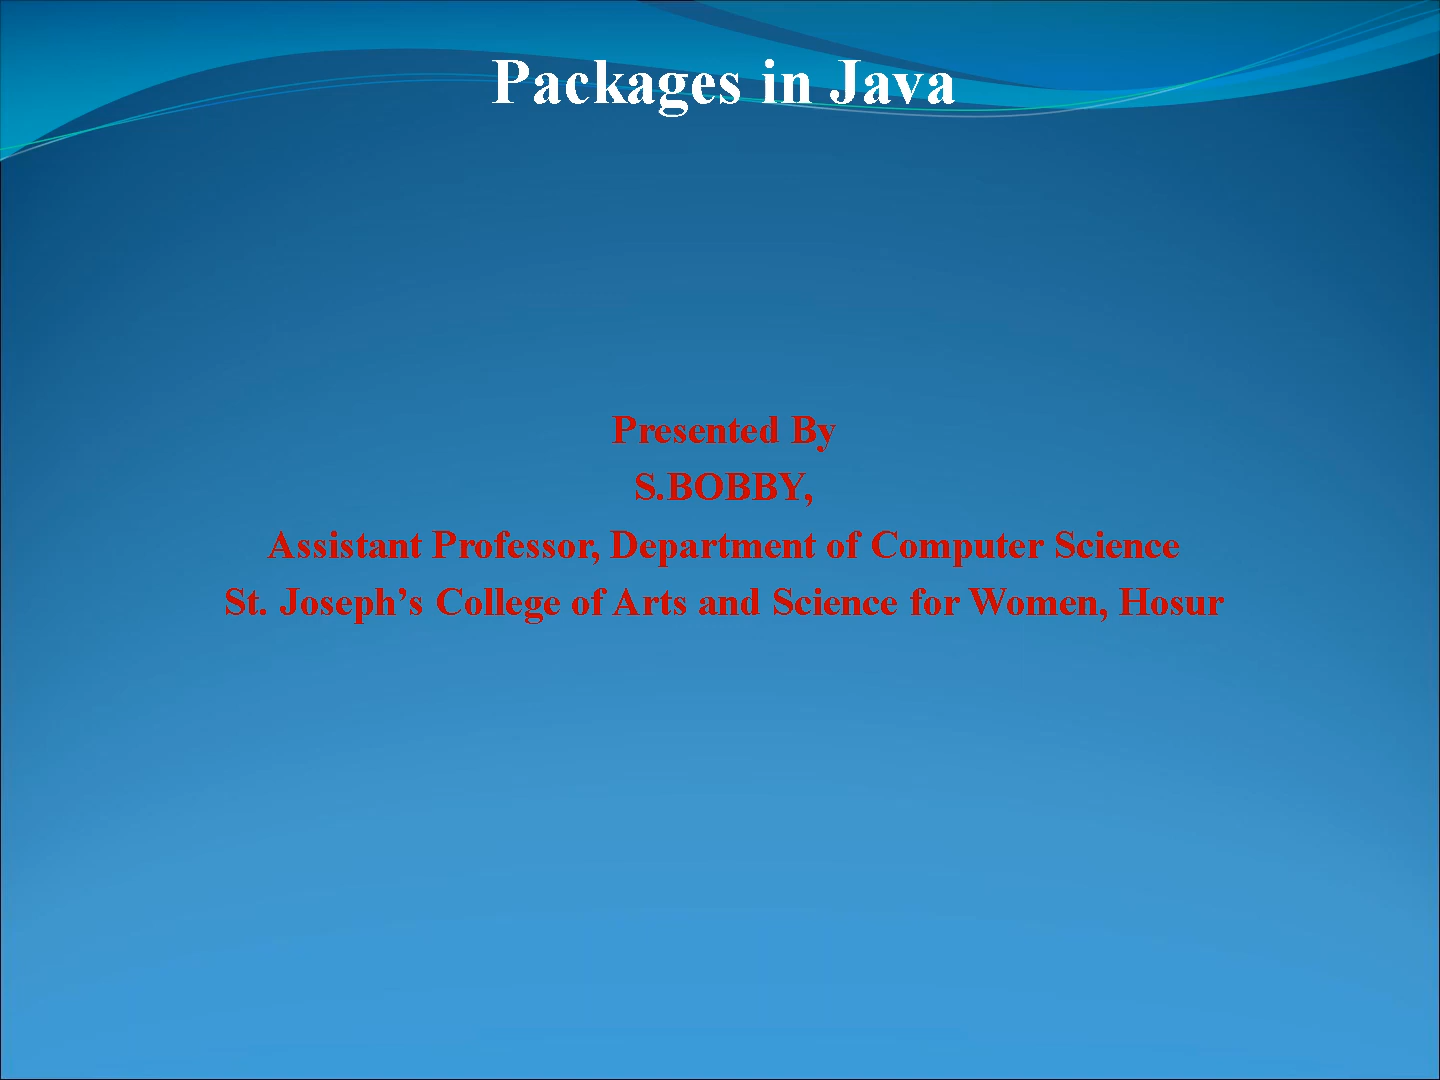 Packages in Java
Presented By
S.BOBBY,
Assistant Professor, Department of Computer Science
St. Joseph’s College of Arts and Science for Women, Hosur